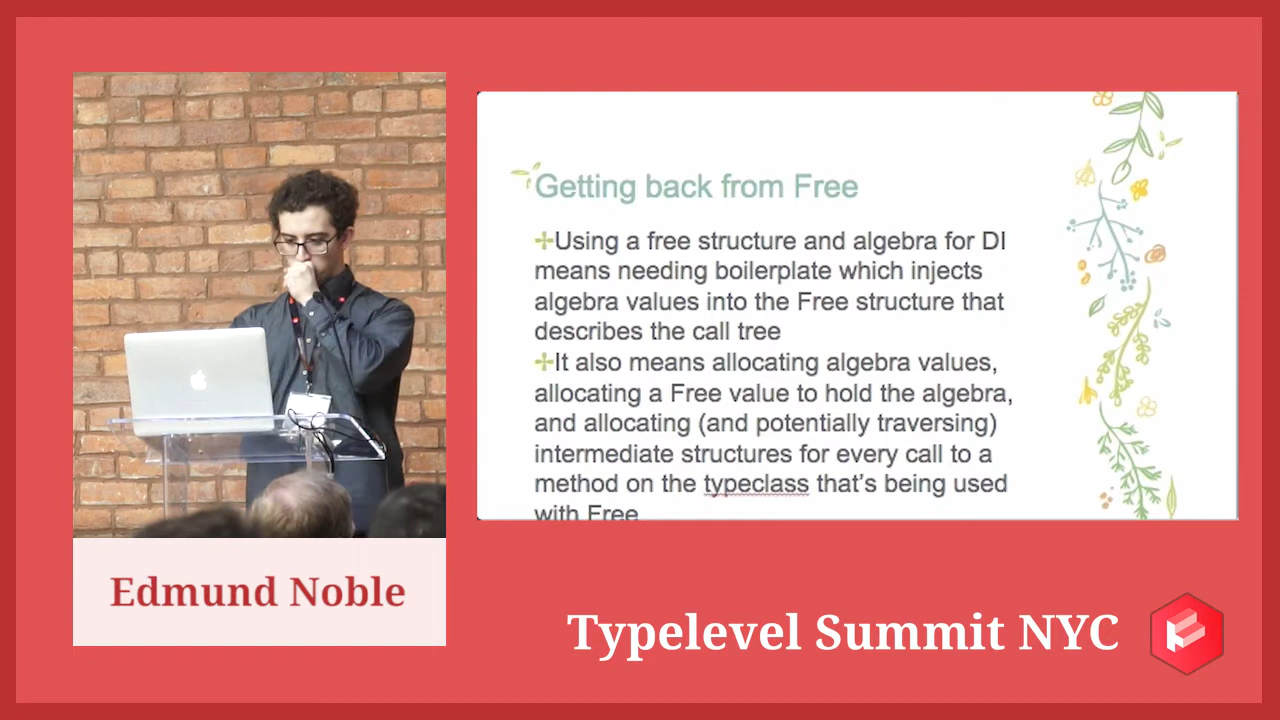 Getting back from Free
✢Using a free structure and algebra for DI
means needing boilerplate which injects
algebra values into the Free structure that
describes the call tree
✢It also means allocating algebra values,
allocating a Free value to hold the algebra,
and allocating (and potentially traversing)
intermediate structures for every call to a
method on the typeclass that's being used
with Free
Edmund Noble
Typelevel Summit NYC